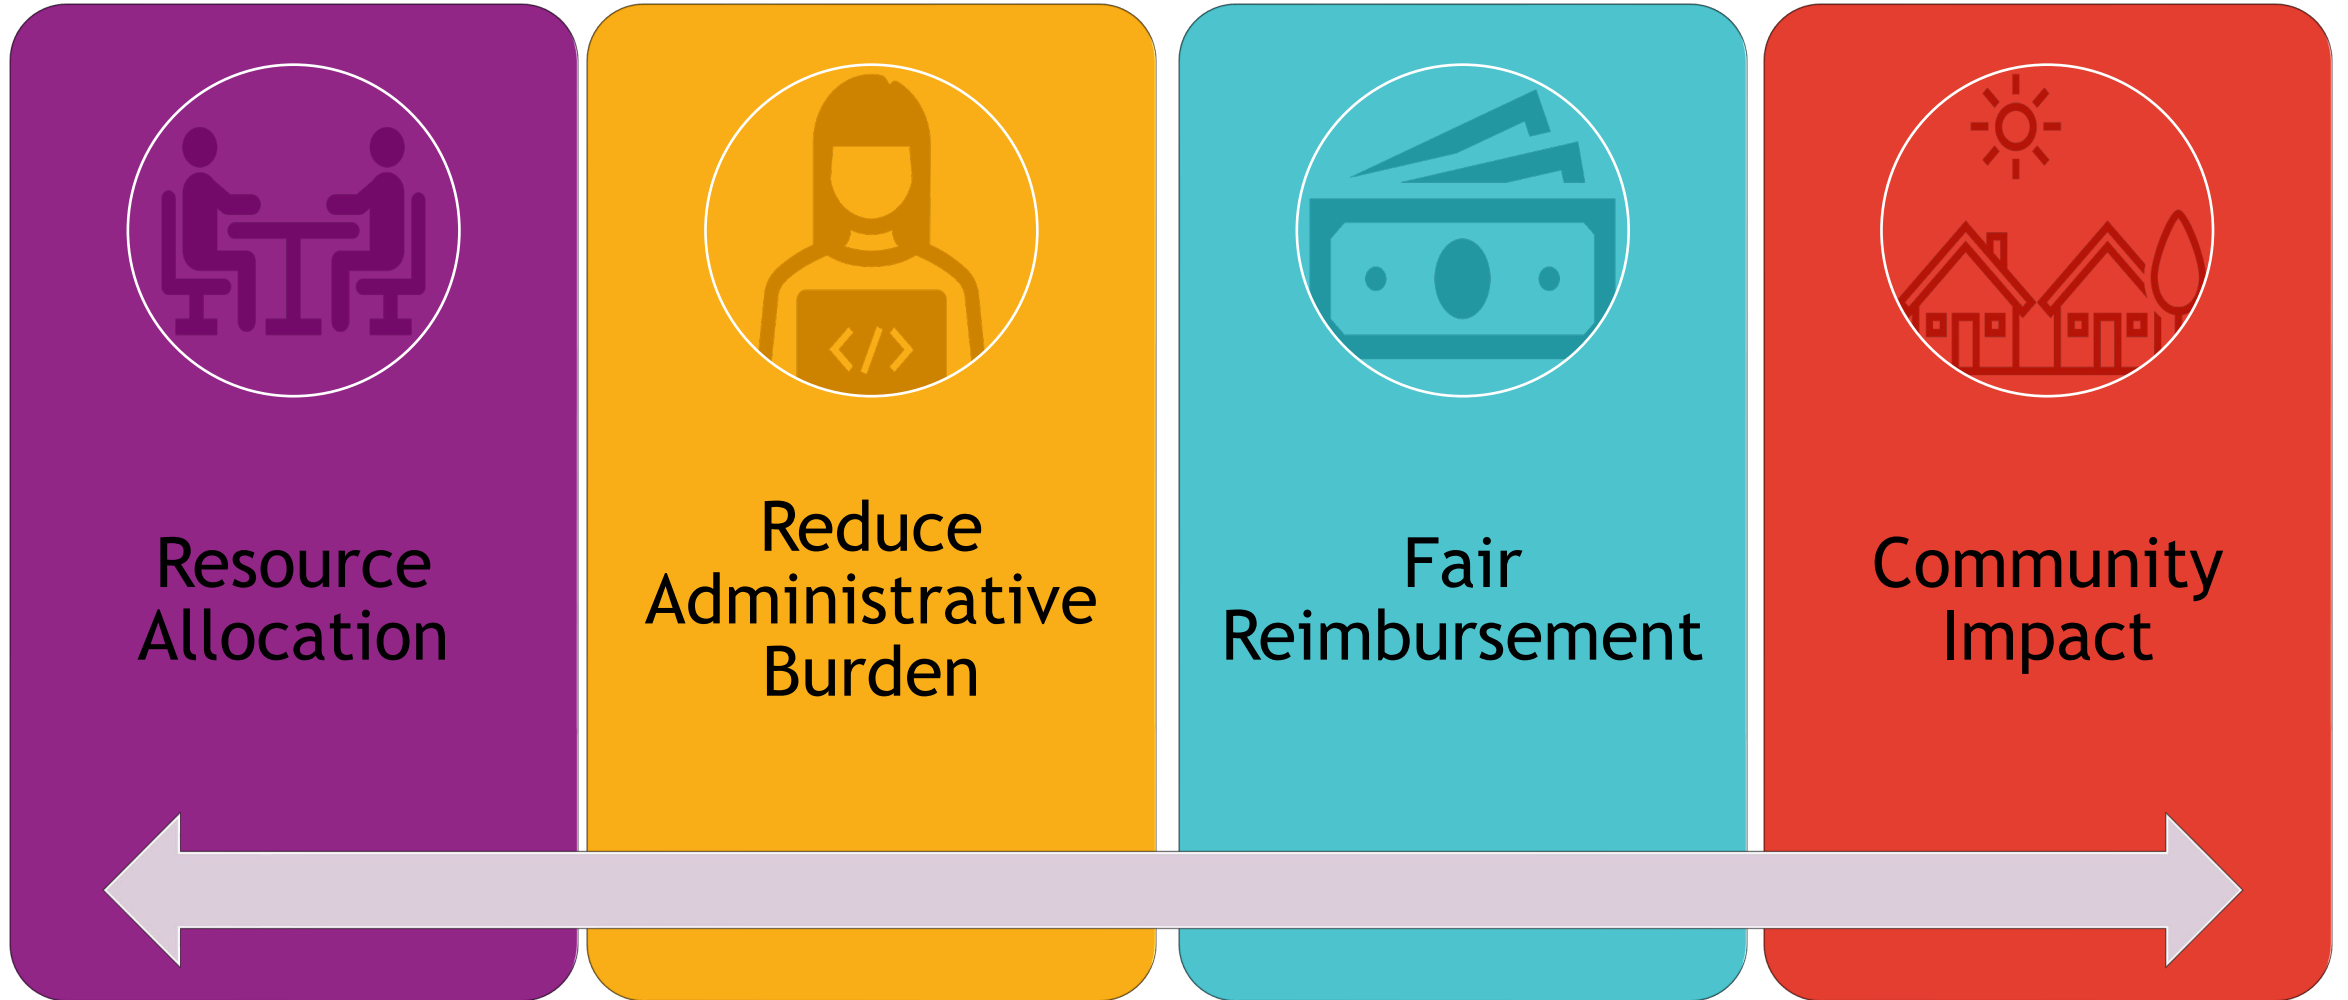 Resource
Allocation
Reduce
Administrative
Burden
</>
Fair
Reimbursement
Community
Impact